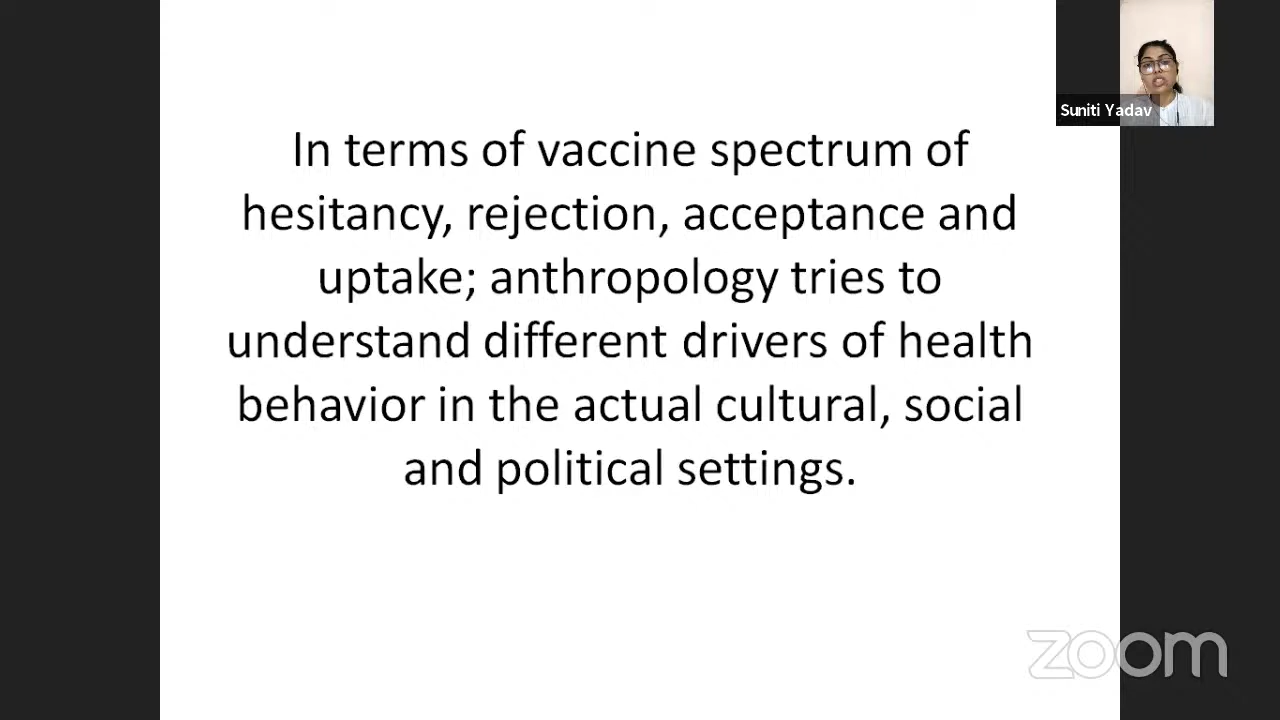 In terms of vaccine spectrum of
hesitancy, rejection, acceptance and
uptake; anthropology tries to
understand different drivers of health
behavior in the actual cultural, social
and political settings.
Suniti Yadav
zoom